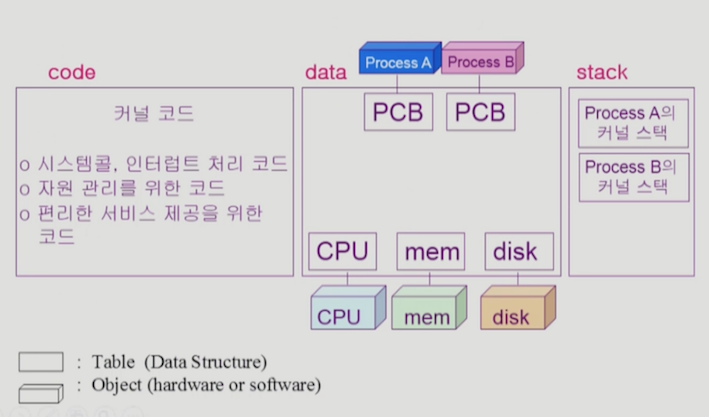 code
커널 코드
o 시스템콜, 인터럽트 처리 코드
o 자원 관리를 위한 코드
o 편리한 서비스 제공을 위한
코드
data
Process A
Process B
PCB
PCB
CPU
mem
disk
CPU
mem
disk
stack
Process A의
커널 스택
Process B의
커널 스택
: Table (Data Structure)
: Object (hardware or software)